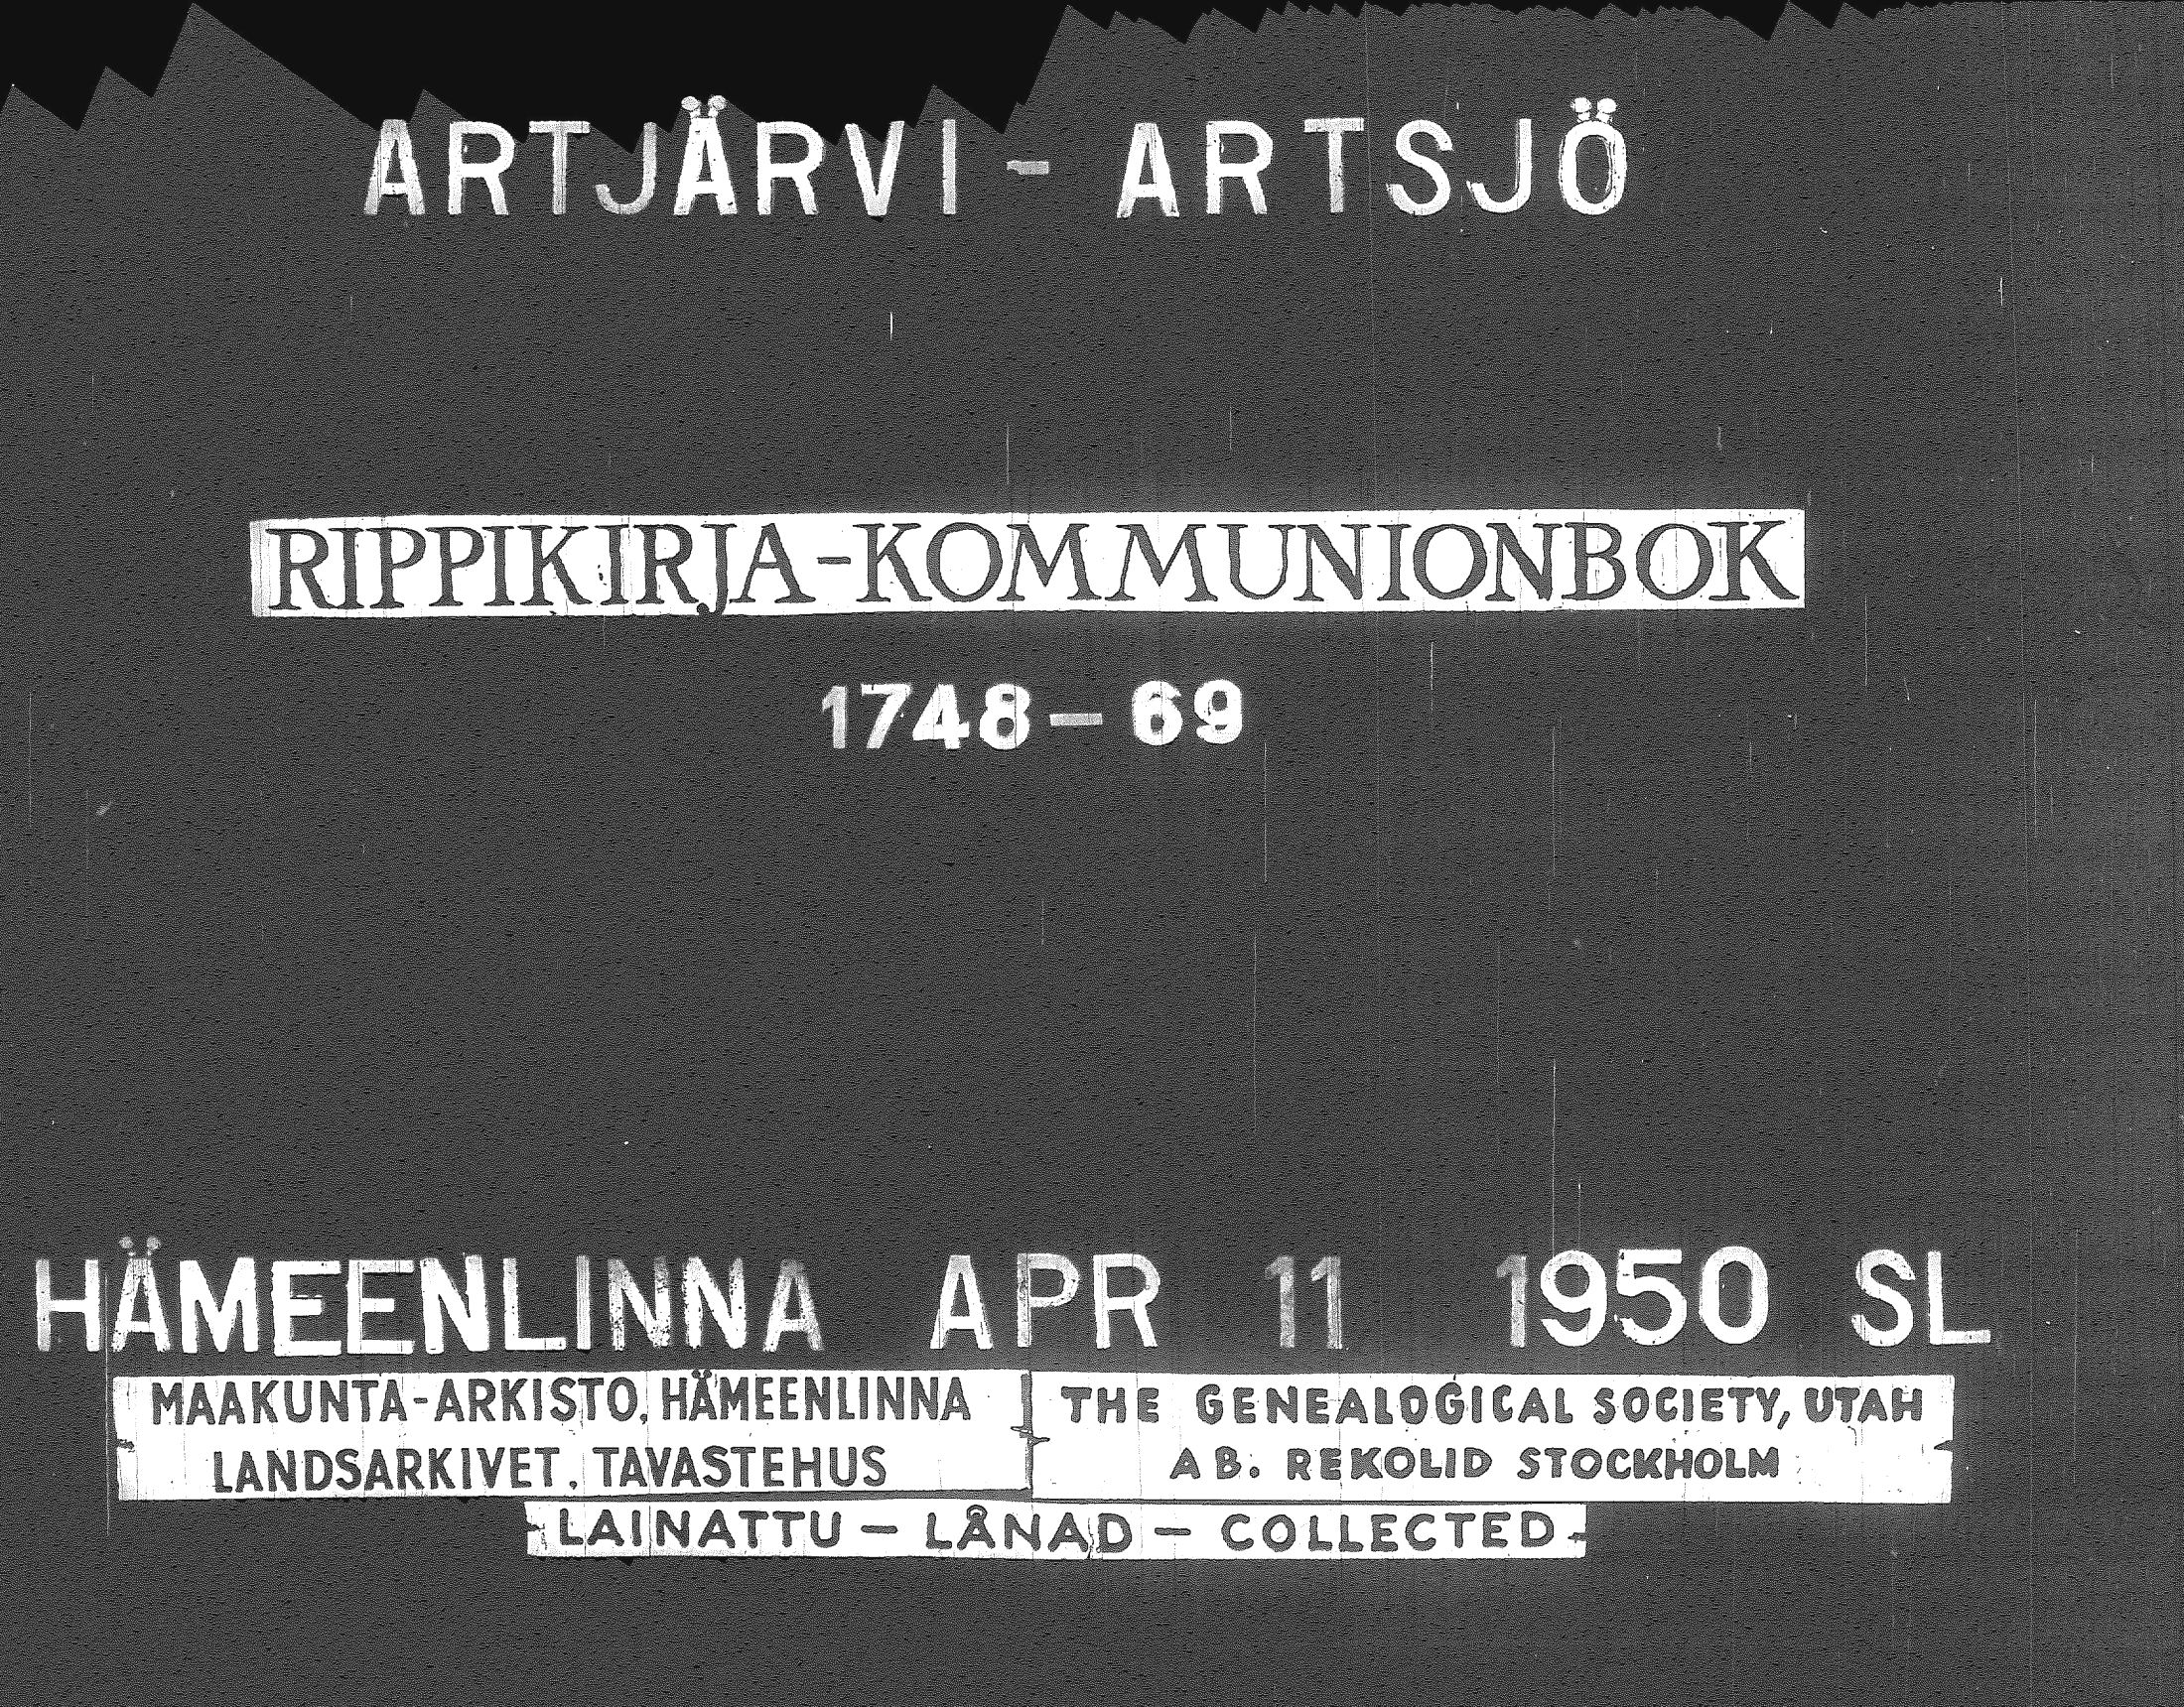 ARTJÄRVI - ARTSJÖ
RIPPIKIRJA-KOMMUNIONBOK
1748-69
HÄMEENLINNA APR 11 1950 SL
MAAKUNTA-ARKISTO, HÄMEENLINNA
LANDSARKIVET. TAVASTEHUS
THE GENEALOGICAL SOCIETY, UTAH
AB. REKOLID STOCKHOLM
LAINATTU - LÅNAD - COLLECTED